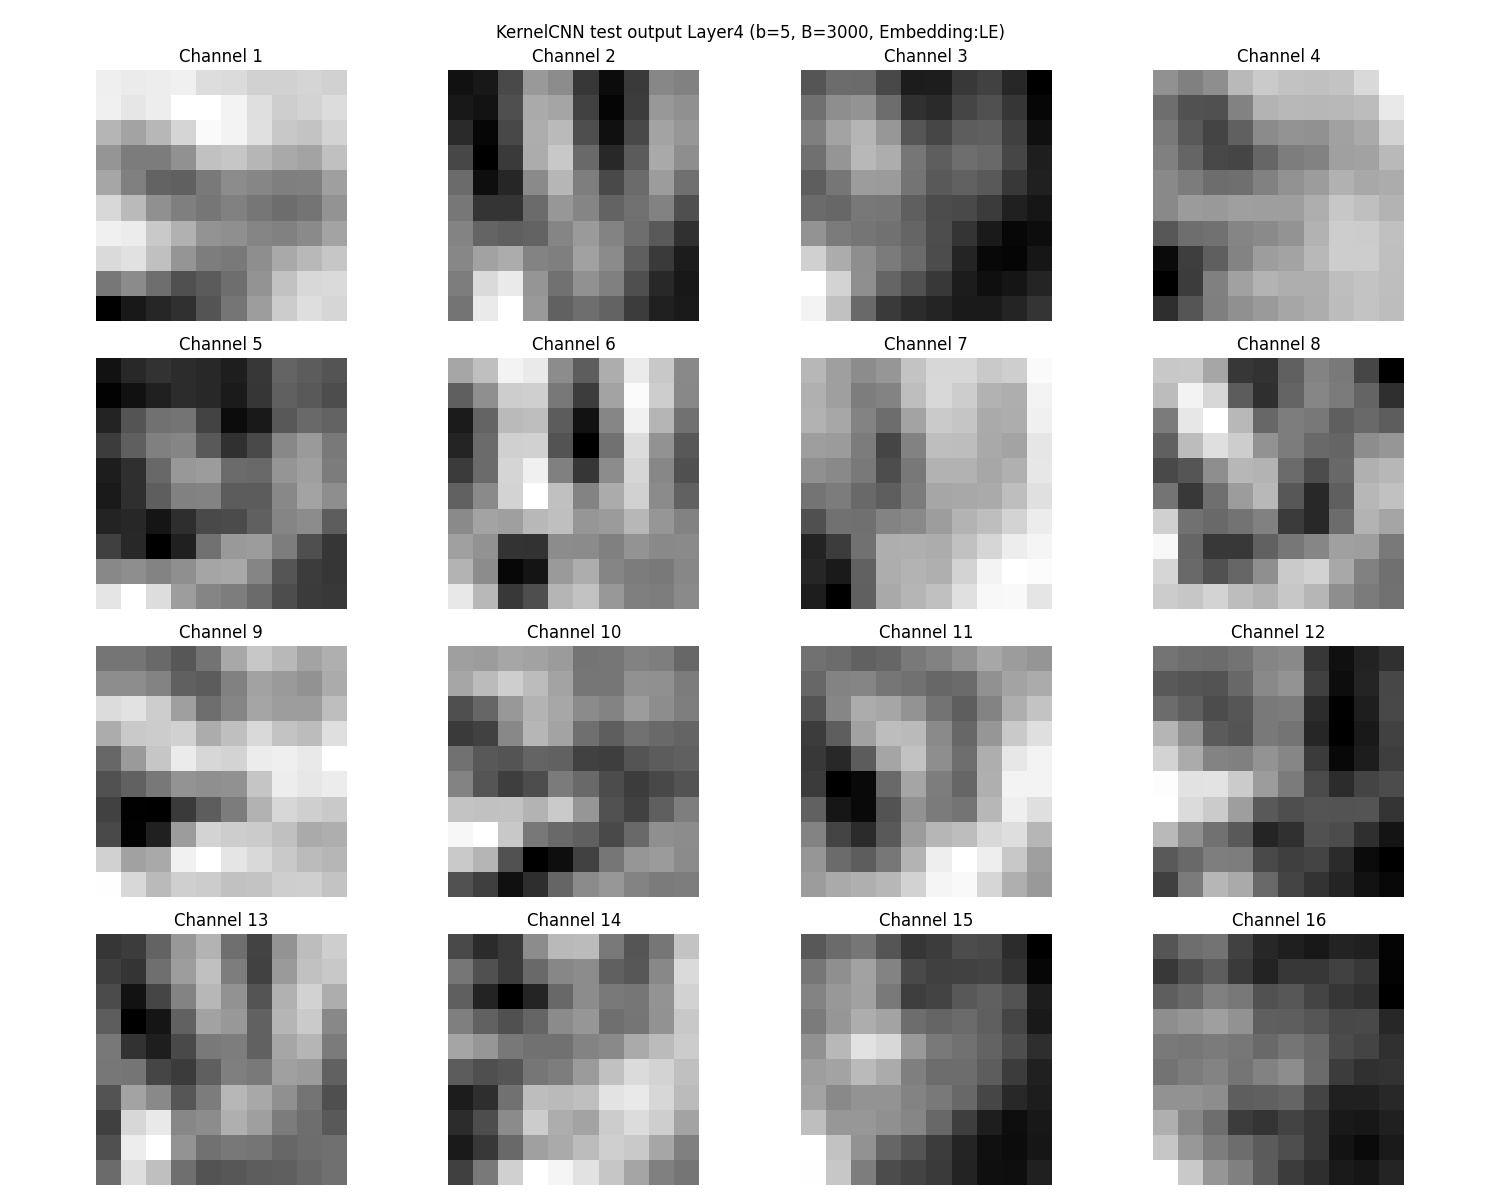 KernelCNN test output Layer4 (b=5, B=3000, Embedding:LE)
Channel 1
Channel 2
Channel 3
Channel 4
Channel 5
Channel 6
Channel 7
Channel 8
Channel 9
Channel 10
Channel 11
Channel 12
Channel 13
Channel 14
Channel 15
Channel 16